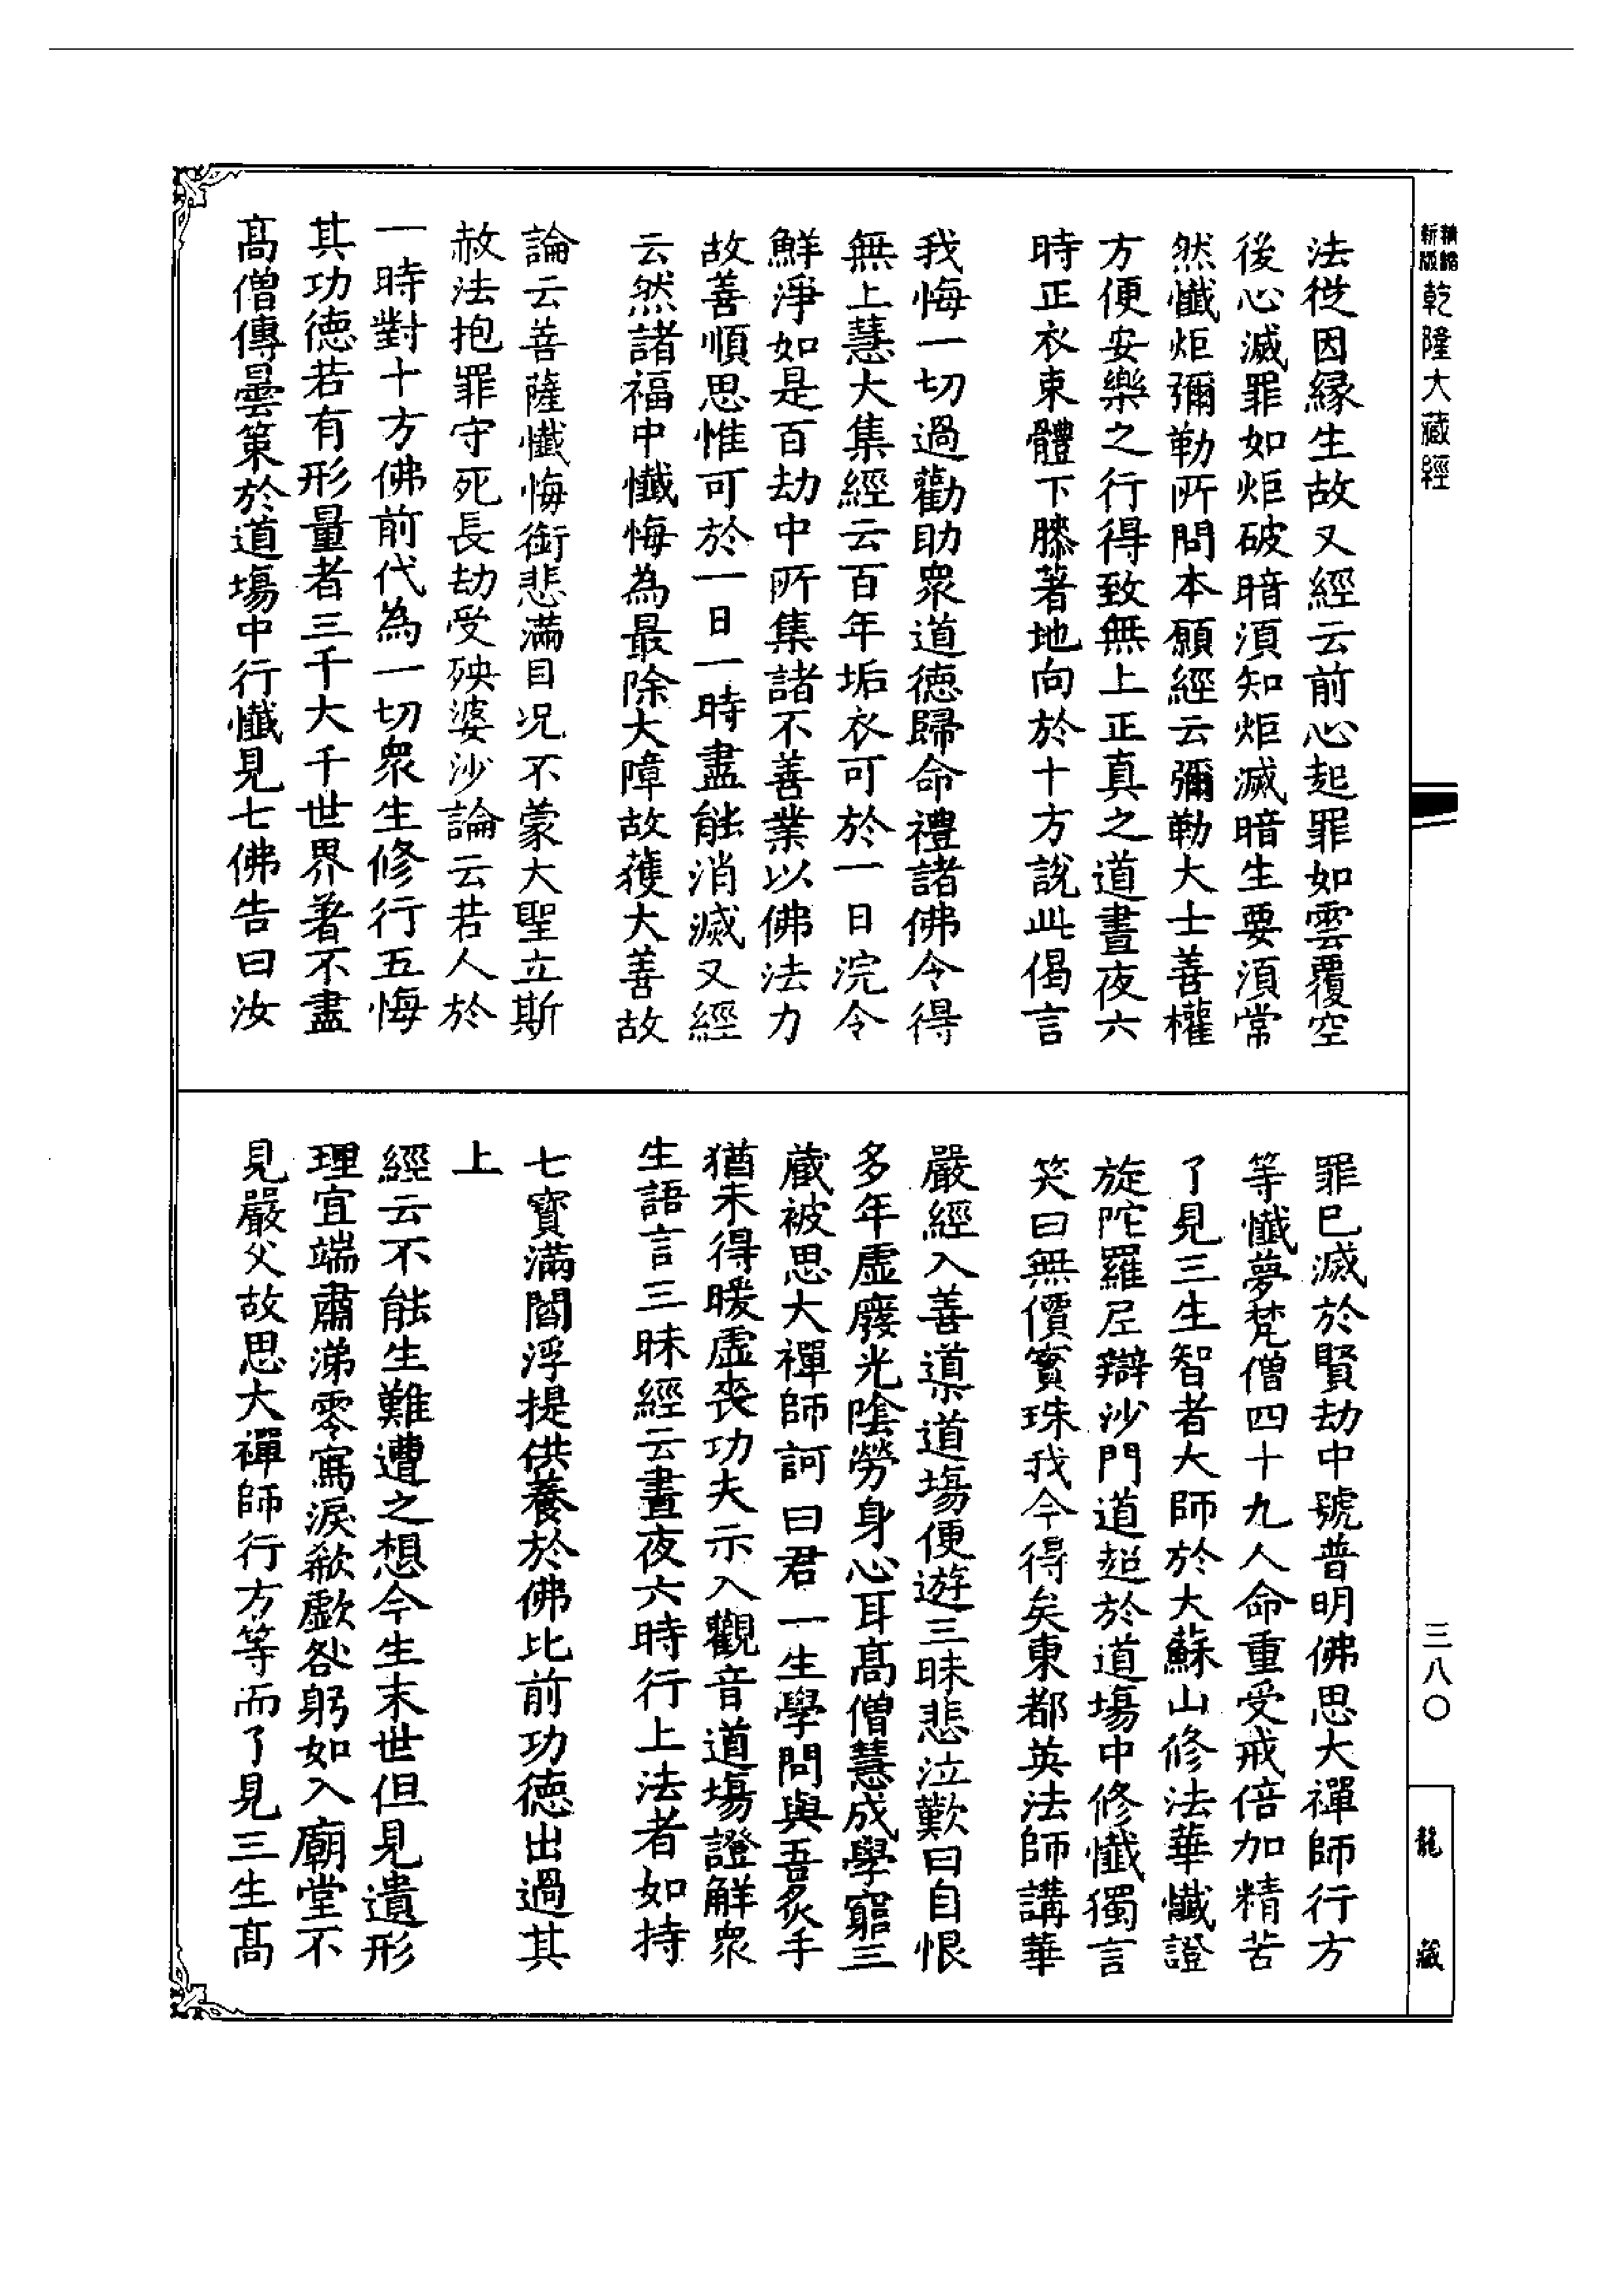 精諦
新版
乾隆大藏經
法從因緣生故又經云前心起罪如雲覆空
後心滅罪如炬破暗須知炬滅暗生要須常
然懺炬彌勒所問本願經云彌勒大士善權
方便安樂之行得致無上正真之道晝夜六
時正衣束體下膝著地向於十方說此偈言
我悔一切過勸助眾道德歸命禮諸佛令得
無上慧大集經云百年垢衣可於一日浣令
鮮淨如是百劫中所集諸不善業以佛法力
故善順思惟可於一日一時盡能消滅又經
云然諸福中懺悔為最除大障故獲大善故
論云菩薩懺悔銜悲滿目况不蒙大聖立斯
赦法抱罪守死長劫受殃婆沙論云若人於
一時對十方佛前代為一切眾生修行五悔
其功德若有形量者三千大千世界著不盡
高僧傳曇策於道場中行懺見七佛告曰汝
罪已滅於賢劫中號普明佛思大禪師行方
等懺夢梵僧四十九人命重受戒倍加精苦
了見三生智者大師於大蘇山修法華懺證
旋陀羅尼辯沙門道超於道場中修懺獨言
笑曰無價寶珠我今得矣東都英法師講華
嚴經入善導道場便遊三昧悲泣歎曰自恨
多年虛廢光陰勞身心耳高僧慧成學窮三
藏被思大禪師訶曰君一生學問與吾炙手
猶未得暖虛喪功夫示入觀音道場證解眾
生語言三昧經云晝夜六時行上法者如持
七寶滿閻浮提供養於佛比前功德出過其
上
經云不能生難遭之想今生末世但見遺形
理宜端肅涕零寫淚欷歔咎躬如入廟堂不
見嚴父故思大禪師行方等而了見三生高
三八〇
龍藏